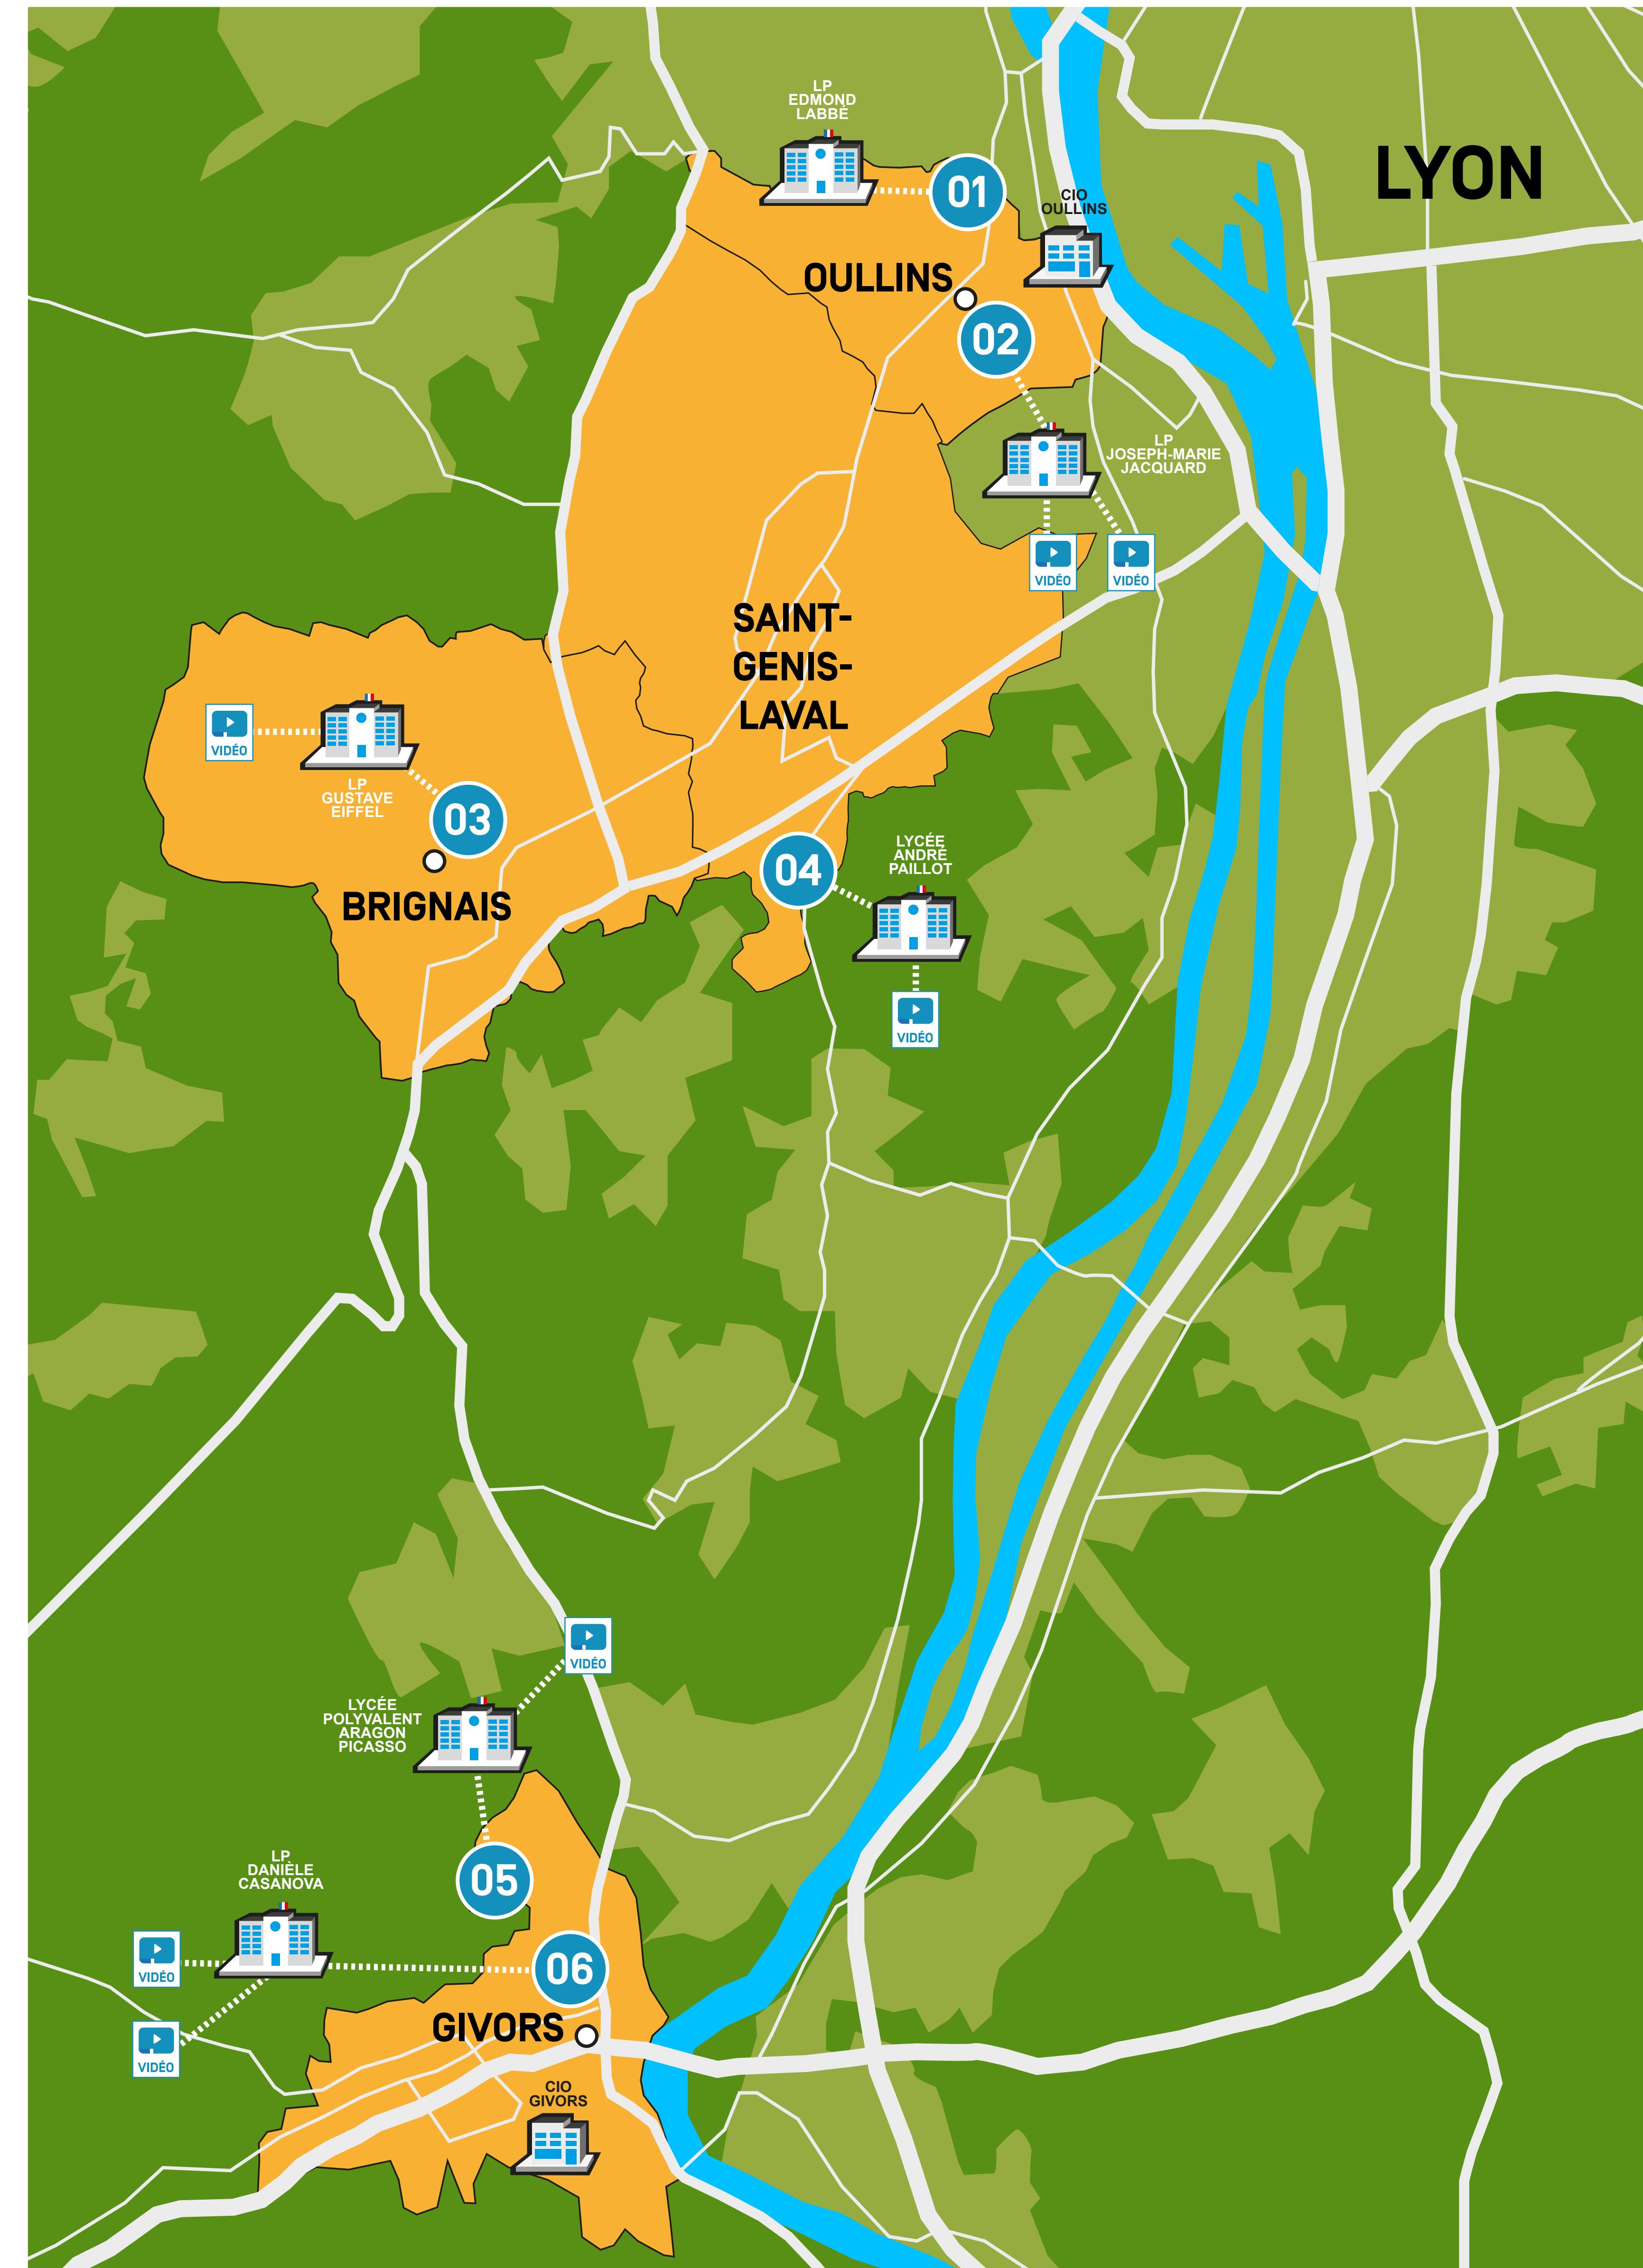 LP
EDMOND
LABBÉ
01
LYON
CIO
OULLINS
OULLINS
02
LP
JOSEPH-MARIE
JACQUARD
VIDÉO
VIDÉO
SAINT-
GENIS-
LAVAL
VIDÉO
LP
GUSTAVE
EIFFEL
03
BRIGNAIS
04
LYCÉE
ANDRÉ
PAILLOT
VIDÉO
VIDÉO
LYCÉE
POLYVALENT
ARAGON
PICASSO
05
LP
DANIÈLE
CASANOVA
VIDÉO
VIDÉO
06
GIVORS
CIO
GIVORS